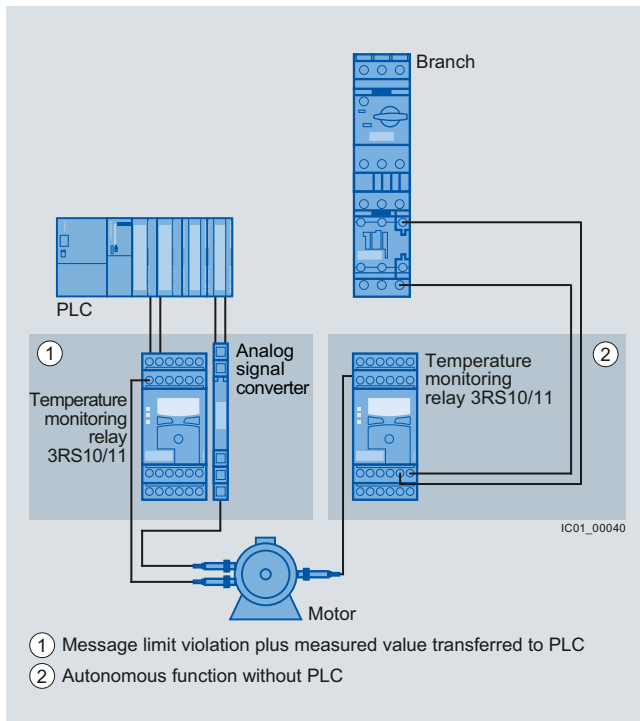 Branch
PLC
1
Analog
signal
converter
Temperature
monitoring
relay
3RS10/11
Temperature
monitoring
relay 3RS10/11
2
IC01_00040
Motor
1 Message limit violation plus measured value transferred to PLC
2 Autonomous function without PLC